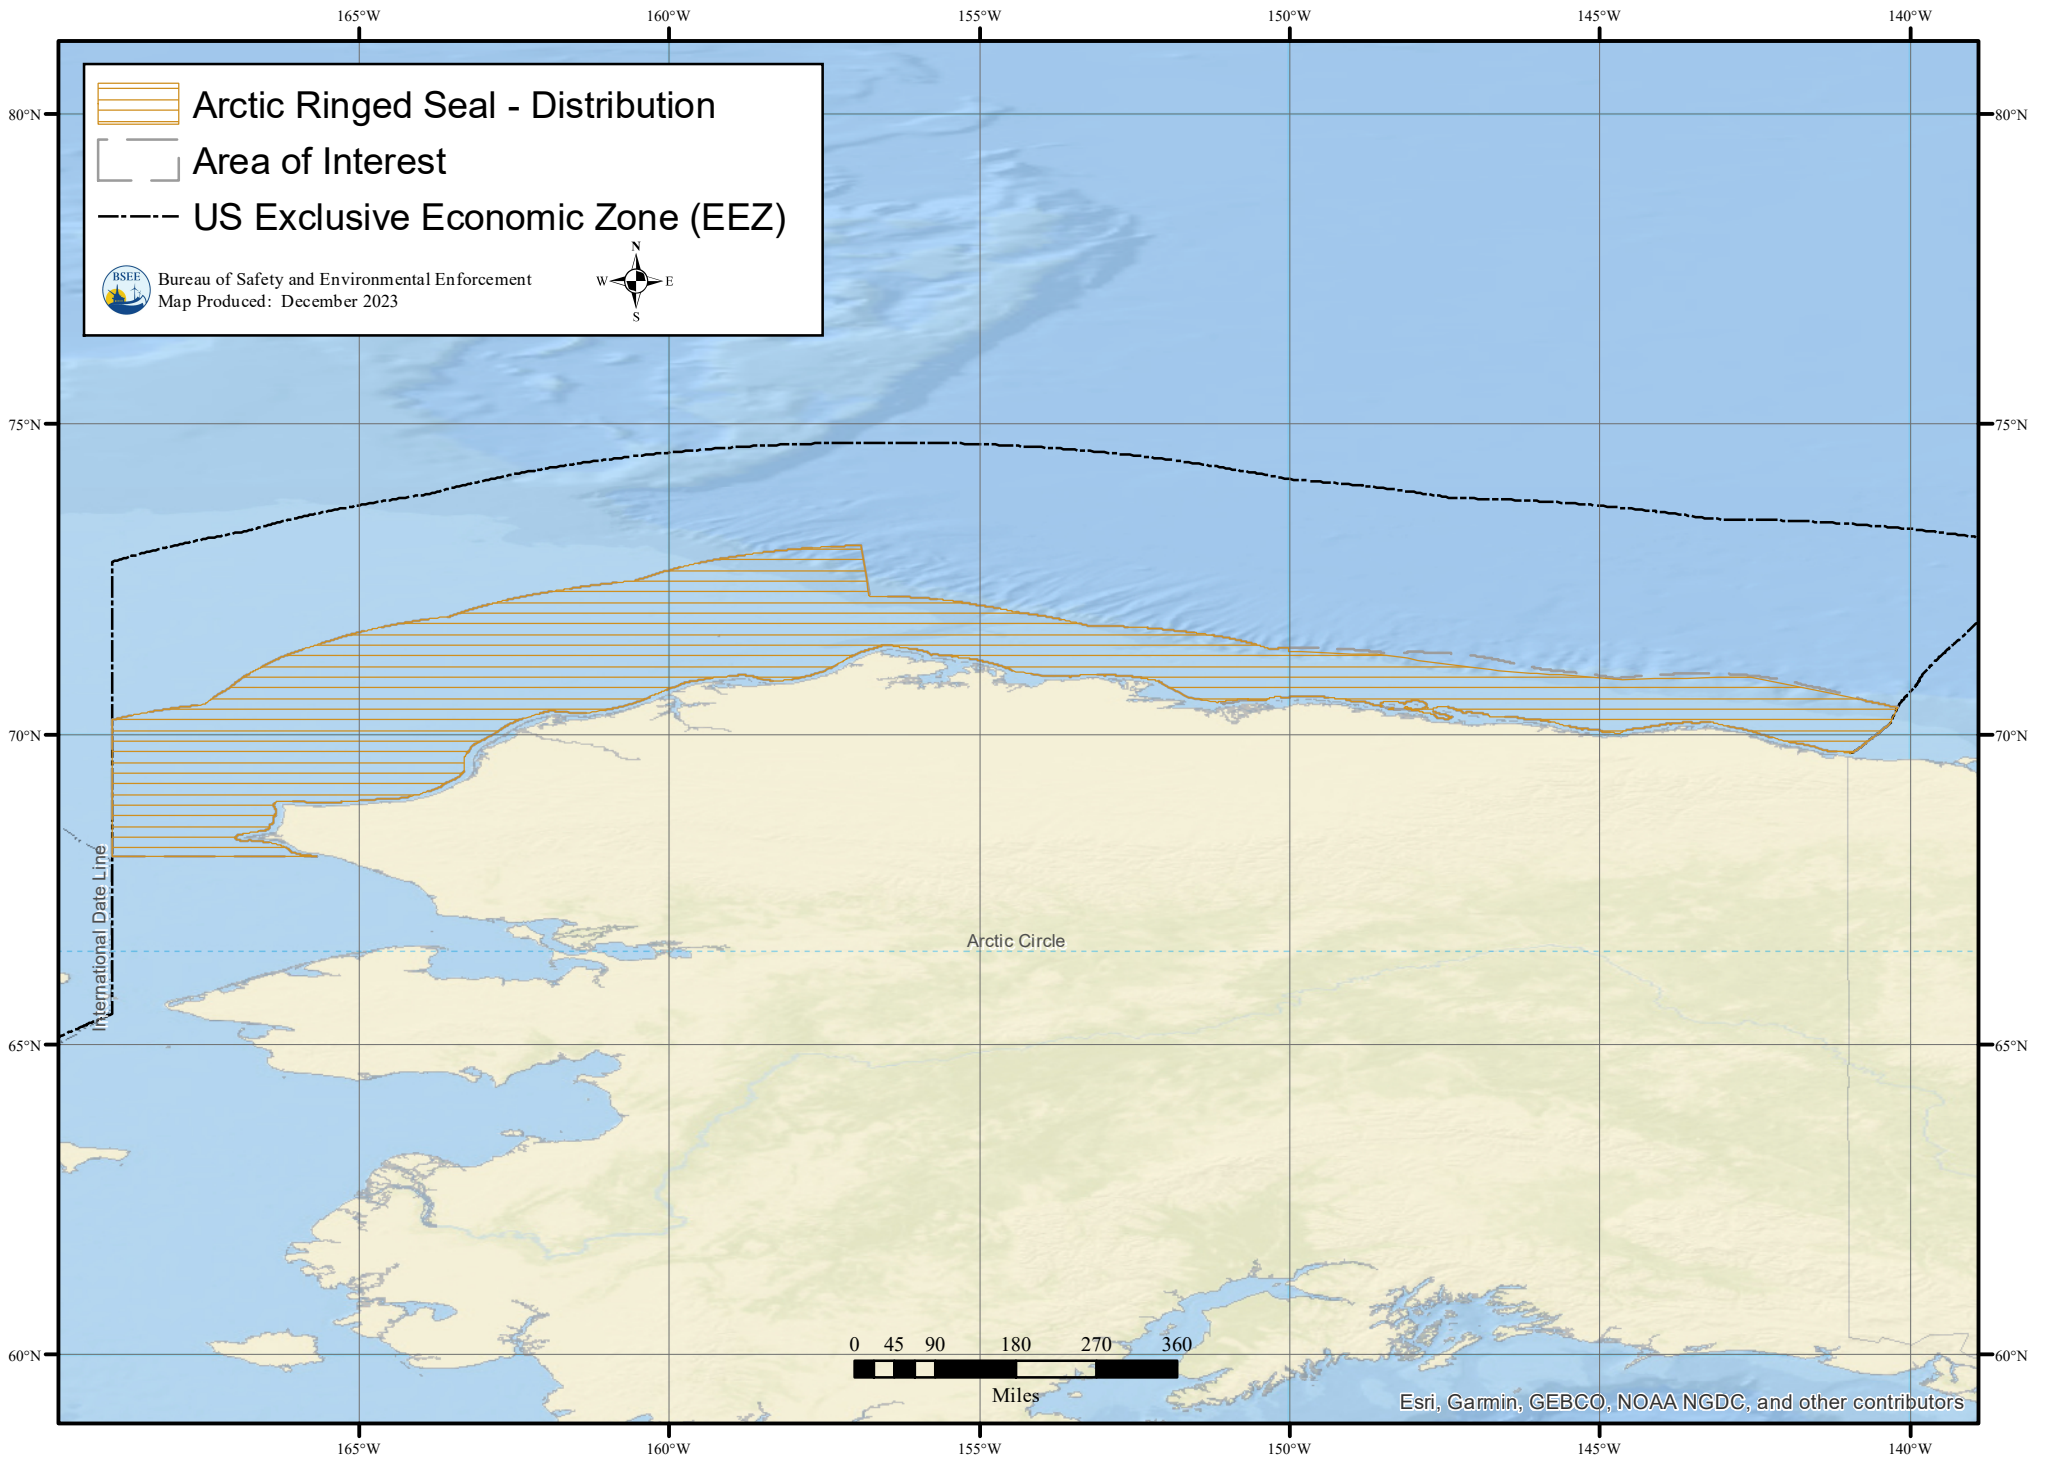 165°W 160°W 155°W 150°W 145°W 140°W
Arctic Ringed Seal - Distribution
Area of Interest
US Exclusive Economic Zone (EEZ)
BSEE
Bureau of Safety and Environmental Enforcement
Map Produced: December 2023
N
W E
S
80°N 80°N
75°N 75°N
70°N 70°N
International Date Line
Arctic Circle
65°N 65°N
60°N 60°N
0 45 90 180 270 360
Miles
Esri, Garmin, GEBCO, NOAA NGDC, and other contributors
165°W 160°W 155°W 150°W 145°W 140°W